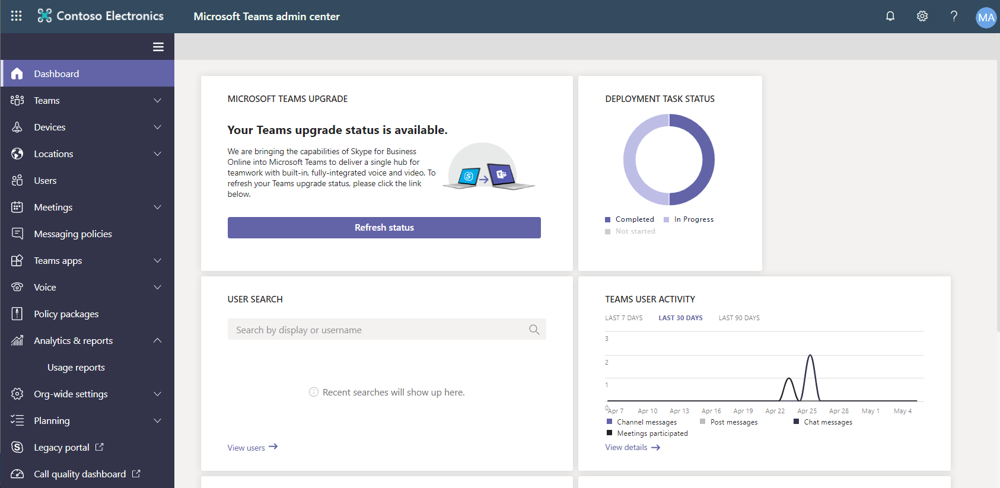 Contoso Electronics
Microsoft Teams admin center
?
MA
Dashboard
Teams
Devices
Locations
Users
Meetings
Messaging policies
Teams apps
Voice
Policy packages
Analytics & reports
Usage reports
Org-wide settings
Planning
Legacy portal
Call quality dashboard
MICROSOFT TEAMS UPGRADE
Your Teams upgrade status is available.
We are bringing the capabilities of Skype for Business
Online into Microsoft Teams to deliver a single hub for
teamwork with built-in, fully-integrated voice and video. To
refresh your Teams upgrade status, please click the link
below.
Refresh status
DEPLOYMENT TASK STATUS
Completed In Progress
Not started
USER SEARCH
Search by display or username
Recent searches will show up here.
View users
TEAMS USER ACTIVITY
LAST 7 DAYS LAST 30 DAYS LAST 90 DAYS
3
2
1
0
Apr 7 Apr 10 Apr 13 Apr 16 Apr 19 Apr 22 Apr 25 Apr 28 May 1 May 4
Channel messages Post messages Chat messages
Meetings participated
View details